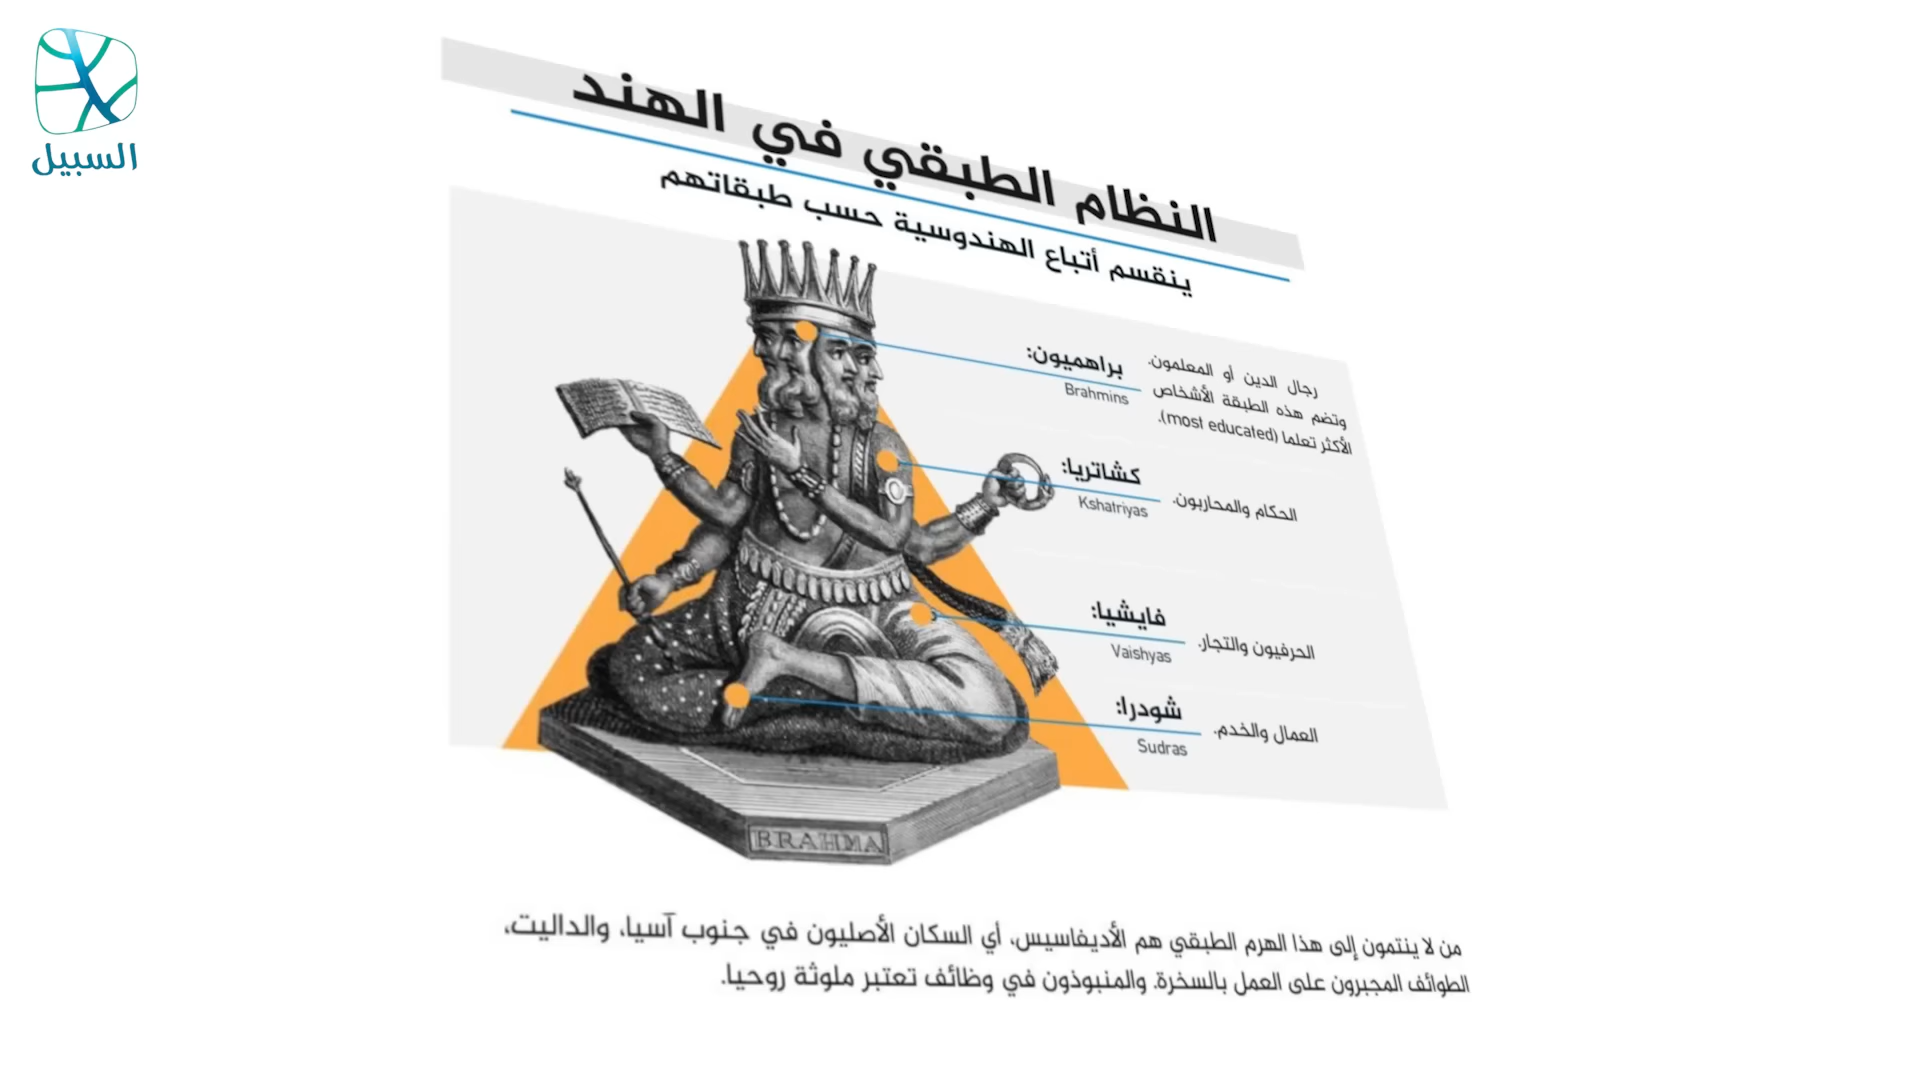 السبيل
النظام الطبقي في الهند
ينقسم أتباع الهندوسية حسب طبقاتهم
براهميون:
Brahmins
رجال الدين أو المعلمون.
وتضم هذه الطبقة الأشخاص
الأكثر تعلما (most educated).
كشاتريا:
Kshatriyas
الحكام والمحاربون.
فايشيا:
Vaishyas
الحرفيون والتجار.
شودرا:
Sudras
العمال والخدم.
BRAHMA
من لا ينتمون إلى هذا الهرم الطبقي هم الأديفاسيس، أي السكان الأصليون في جنوب آسيا، والداليت،
الطوائف المجبرون على العمل بالسخرة. والمنبوذون في وظائف تعتبر ملوثة روحيا.